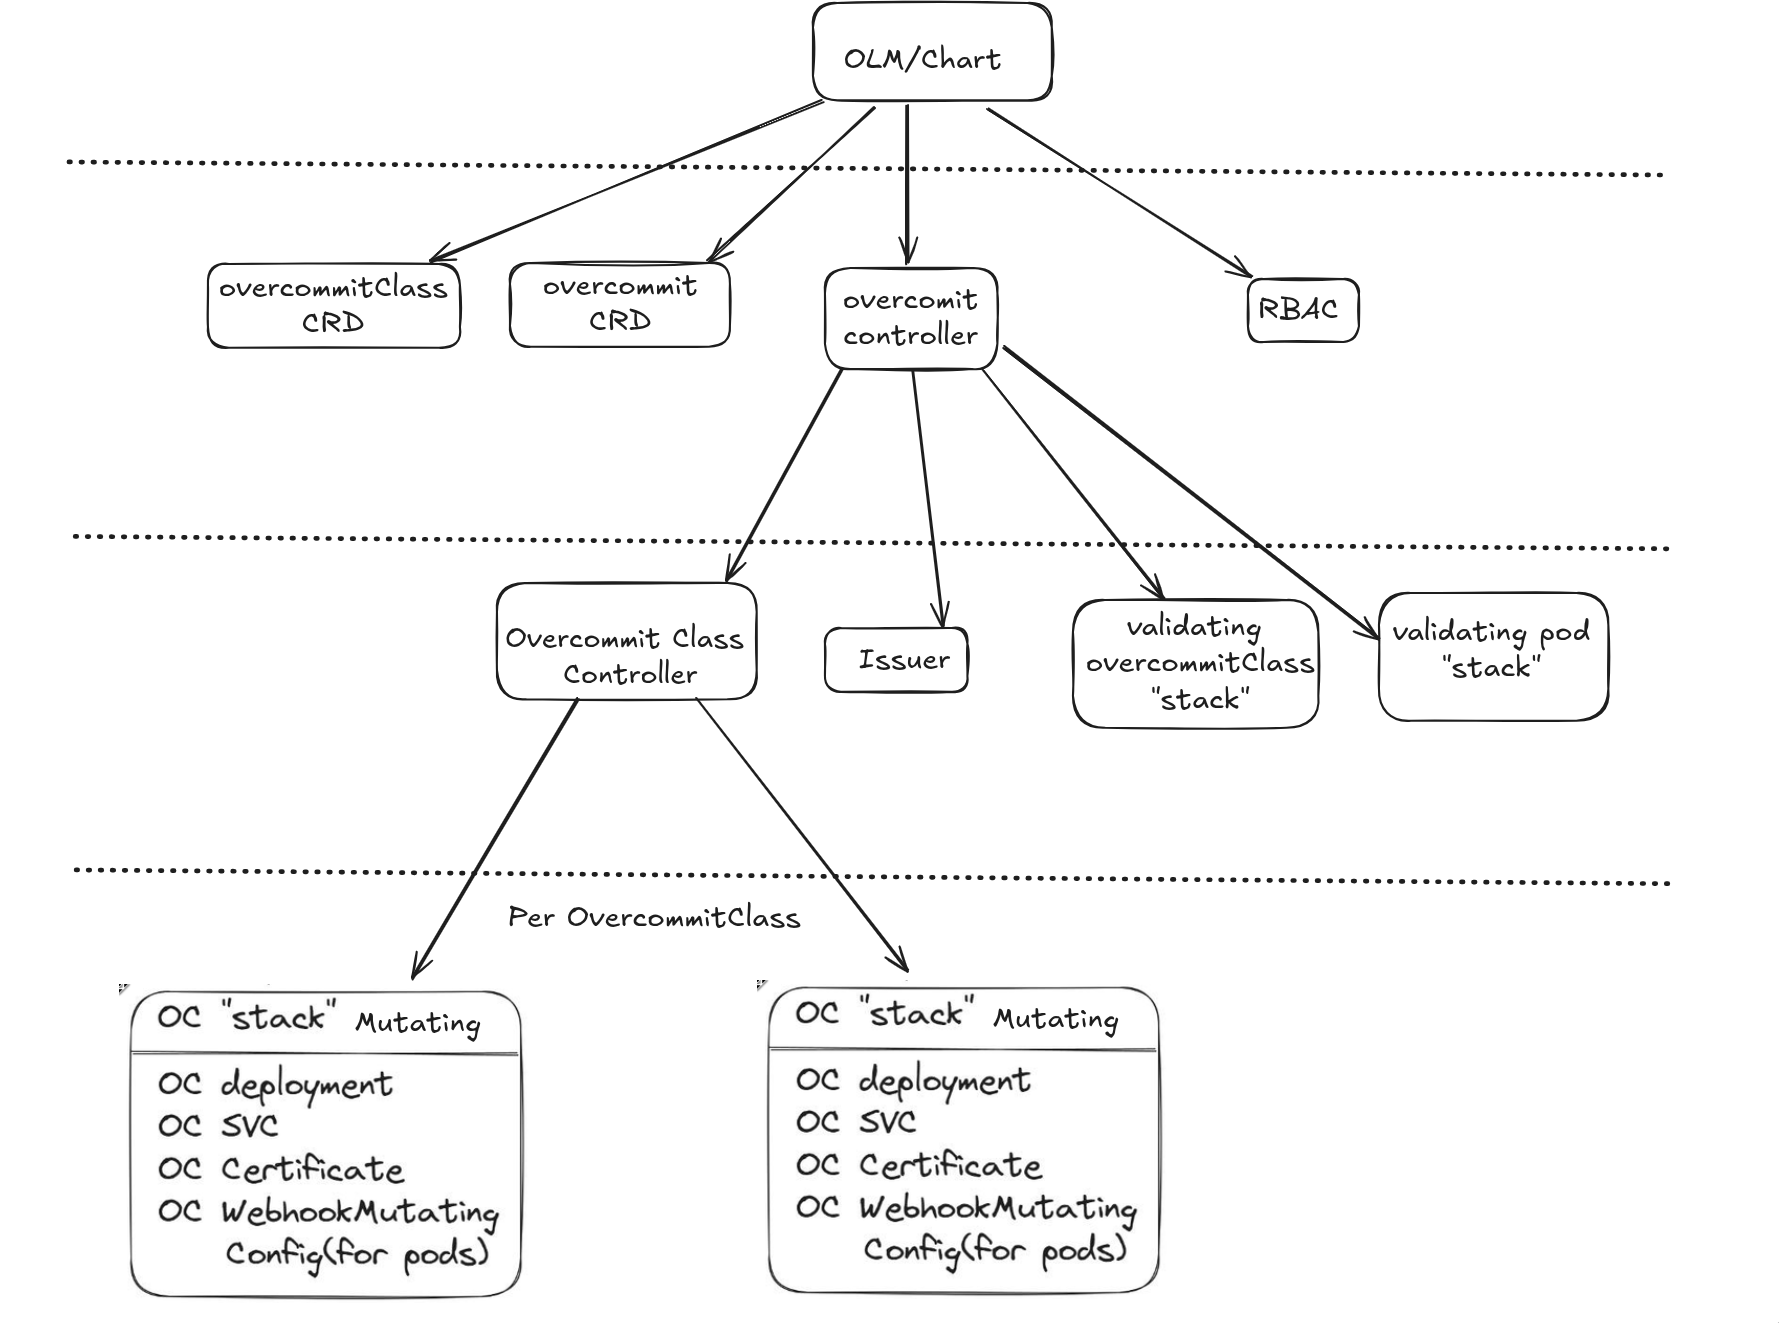 OLM/Chart
overcommitClass
CRD
overcommit
CRD
overcomit
controller
RBAC
Overcommit Class
Controller
Issuer
validating
overcommitClass
"stack"
validating pod
"stack"
Per OvercommitClass
OC "stack" Mutating
OC deployment
OC SVC
OC Certificate
OC WebhookMutating
Config(for pods)
OC "stack" Mutating
OC deployment
OC SVC
OC Certificate
OC WebhookMutating
Config(for pods)